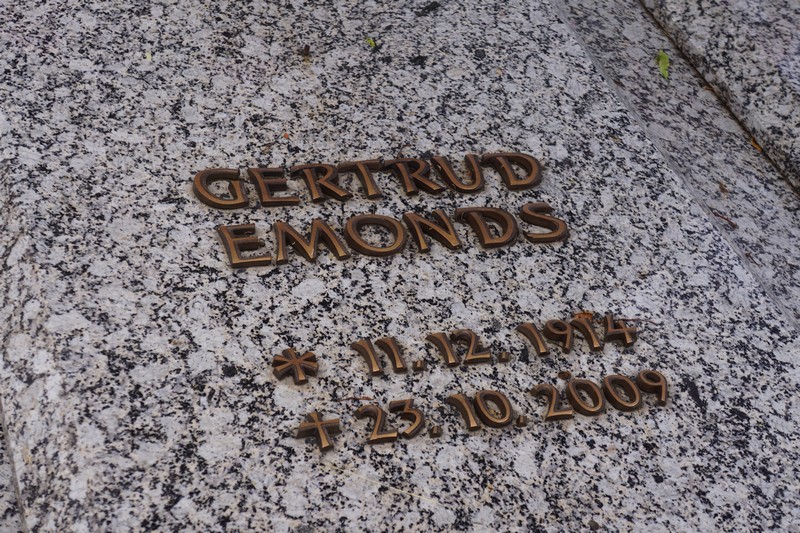 GERTRUD
EMONDS
* 11.12.1914
† 23.10.2009